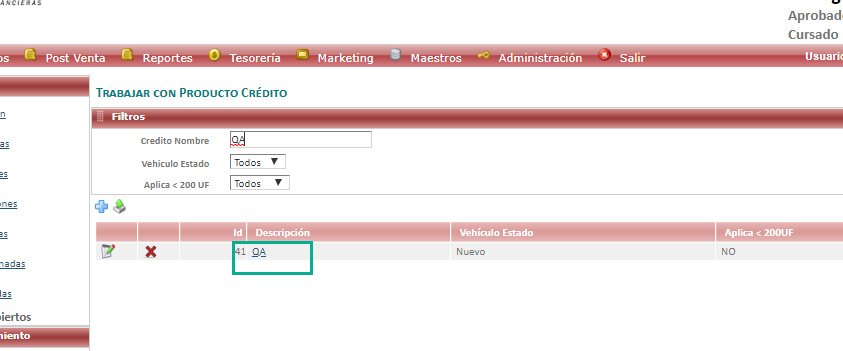 ANCIERAS
Aprobado
Cursado
os Post Venta Reportes Tesorería Marketing Maestros Administración Salir Usuario
TRABAJAR CON PRODUCTO CRÉDITO
Filtros
Credito Nombre QA
Vehiculo Estado Todos
Aplica < 200 UF Todos
n
as
es
ones
as
nadas
das
biertos
miento
Id Descripción Vehículo Estado Aplica < 200UF
41 QA Nuevo NO